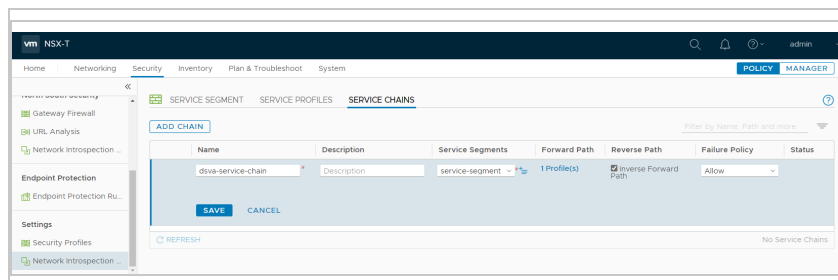 vm NSX-T
admin
Home Networking Security Inventory Plan & Troubleshoot System
POLICY MANAGER
North South Security
SERVICE SEGMENT SERVICE PROFILES SERVICE CHAINS
Gateway Firewall
URL Analysis
ADD CHAIN
Filter by Name, Path and more
Network Introspection ...
Name Description Service Segments Forward Path Reverse Path Failure Policy Status
Endpoint Protection
dsva-service-chain * Description service-segment * 1 Profile(s) Inverse Forward Path Allow
Endpoint Protection Ru...
SAVE CANCEL
Settings
Security Profiles
REFRESH No Service Chains
Network Introspection ...